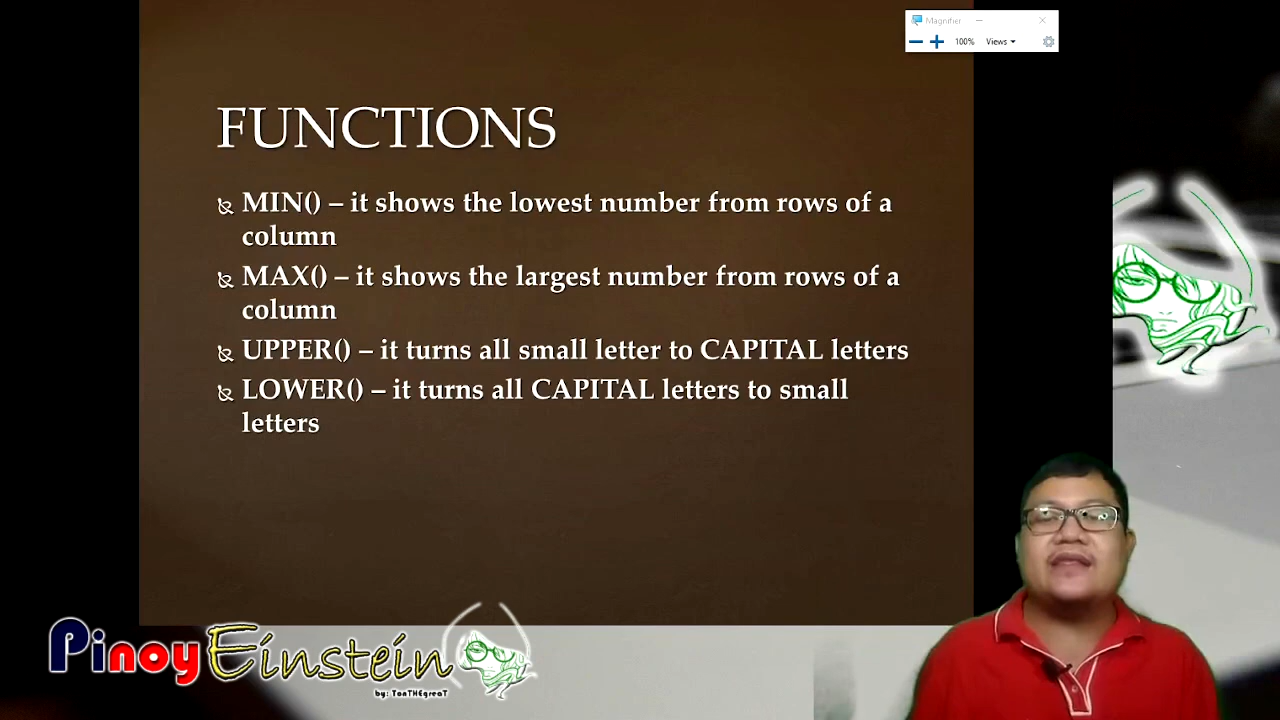 Magnifier
100%
Views
FUNCTIONS
MIN() – it shows the lowest number from rows of a
column
MAX() – it shows the largest number from rows of a
column
UPPER() – it turns all small letter to CAPITAL letters
LOWER() – it turns all CAPITAL letters to small
letters
Pinoy Einstein
by: TonTHEgreaT